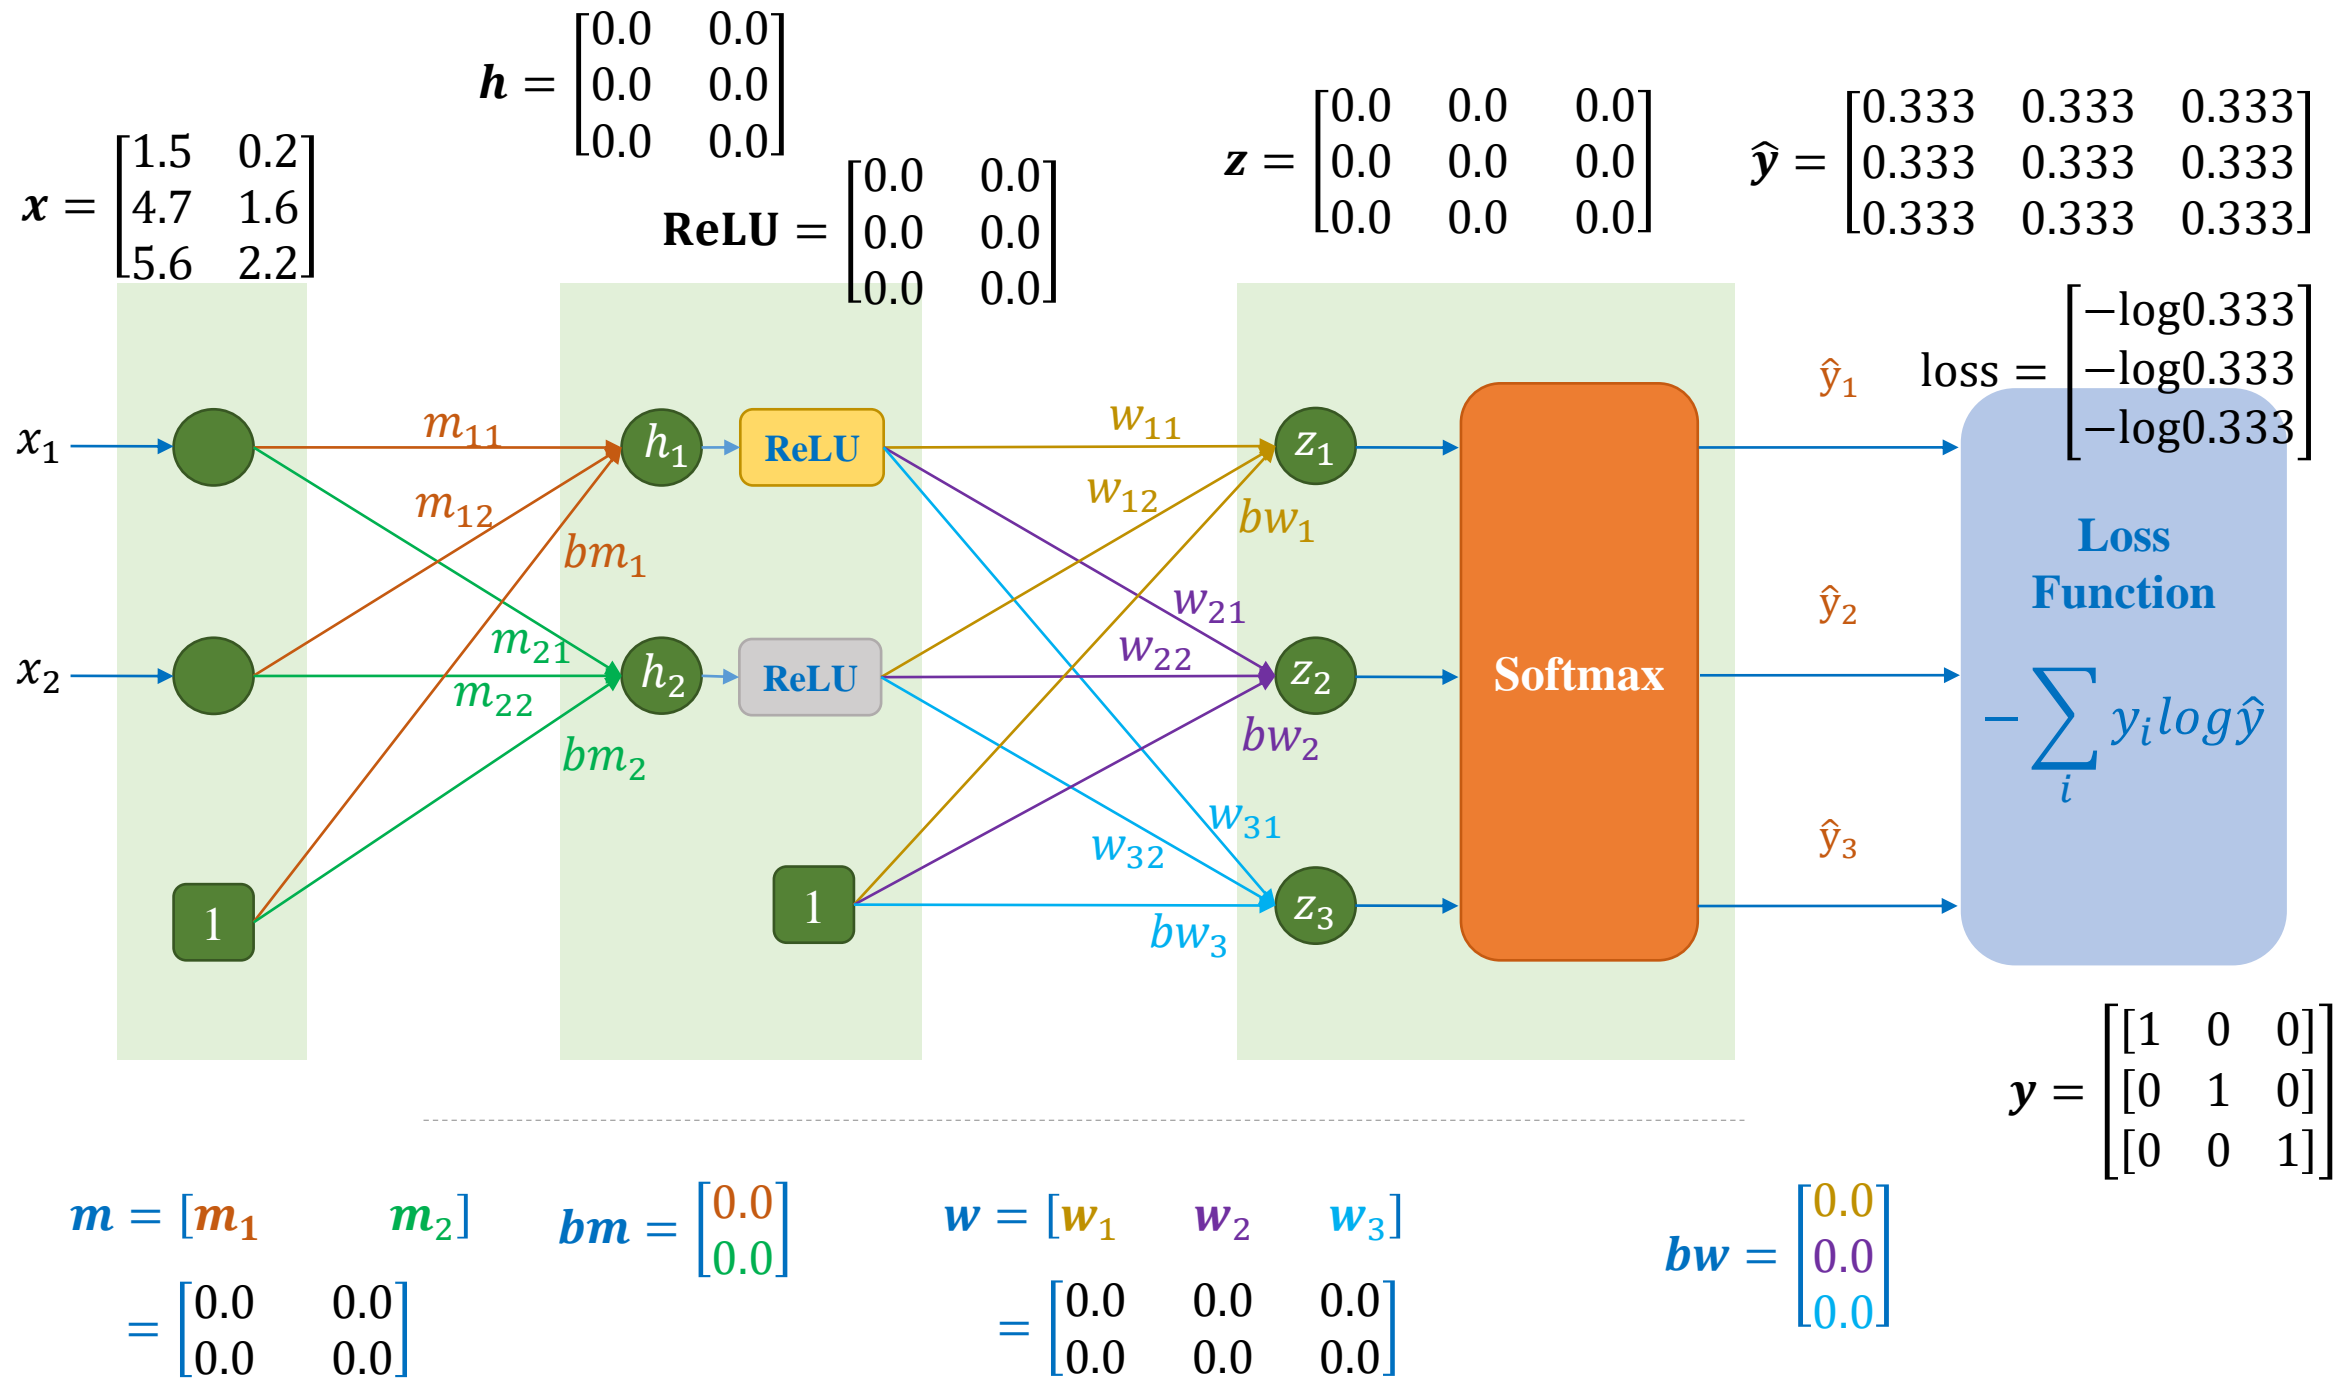 h = [0.0 0.0
0.0 0.0
0.0 0.0]
x = [1.5 0.2
4.7 1.6
5.6 2.2]
ReLU = [0.0 0.0
0.0 0.0
0.0 0.0]
z = [0.0 0.0 0.0
0.0 0.0 0.0
0.0 0.0 0.0]
ŷ = [0.333 0.333 0.333
0.333 0.333 0.333
0.333 0.333 0.333]
loss = [−log0.333
−log0.333
−log0.333]
x₁
x₂
1
m₁₁
m₁₂
bm₁
m₂₁
m₂₂
bm₂
h₁
h₂
ReLU
ReLU
1
w₁₁
w₁₂
bw₁
w₂₁
w₂₂
bw₂
w₃₁
w₃₂
bw₃
z₁
z₂
z₃
Softmax
ŷ₁
ŷ₂
ŷ₃
Loss
Function
− ∑ᵢ yᵢlogŷ
y = [[1 0 0]
[0 1 0]
[0 0 1]]
m = [m₁ m₂]
= [0.0 0.0
0.0 0.0]
bm = [0.0
0.0]
w = [w₁ w₂ w₃]
= [0.0 0.0 0.0
0.0 0.0 0.0]
bw = [0.0
0.0
0.0]